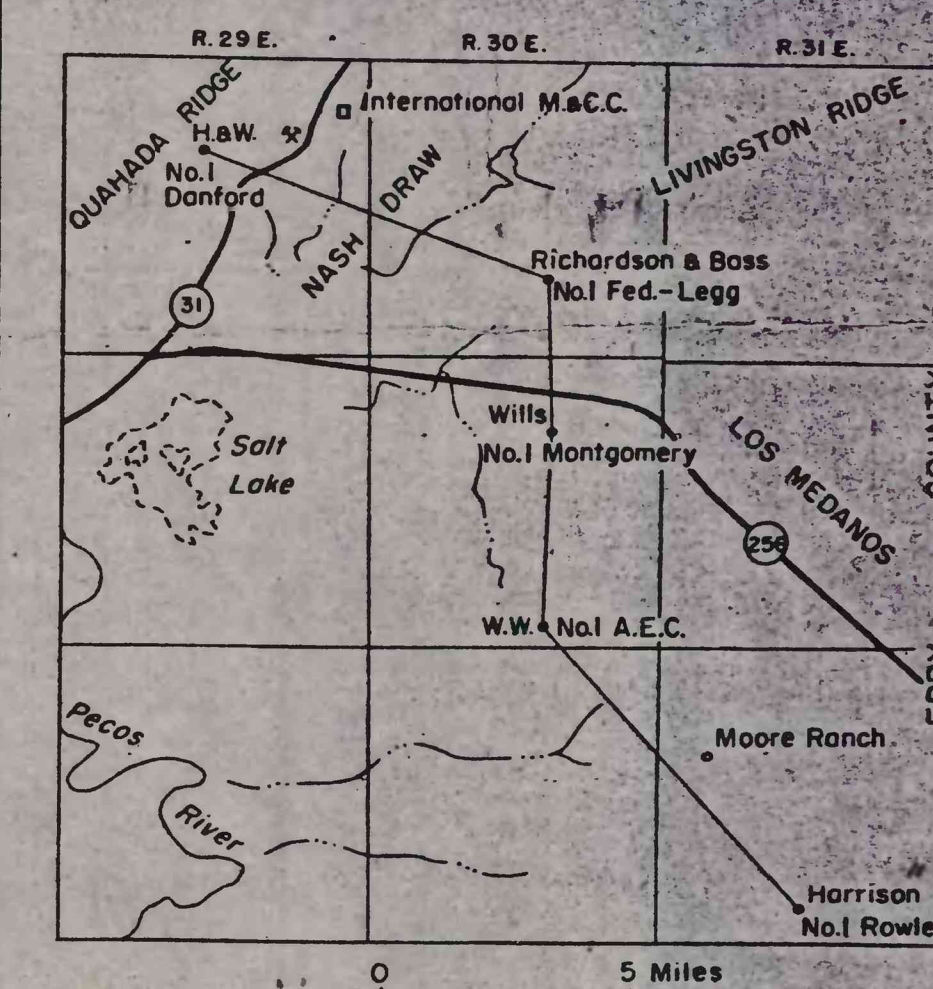 R. 29 E.
R. 30 E.
R. 31 E.
International M.&C.C.
QUAHADA RIDGE
H.&W.
No.1
Danford
NASH DRAW
LIVINGSTON RIDGE
Richardson & Bass
No.1 Fed.-Legg
31
Wills
No.1 Montgomery
LOS MEDANOS
Salt
Lake
256
W.W. No.1 A.E.C.
Pecos
River
Moore Ranch
Harrison
No.1 Rowle
0 5 Miles